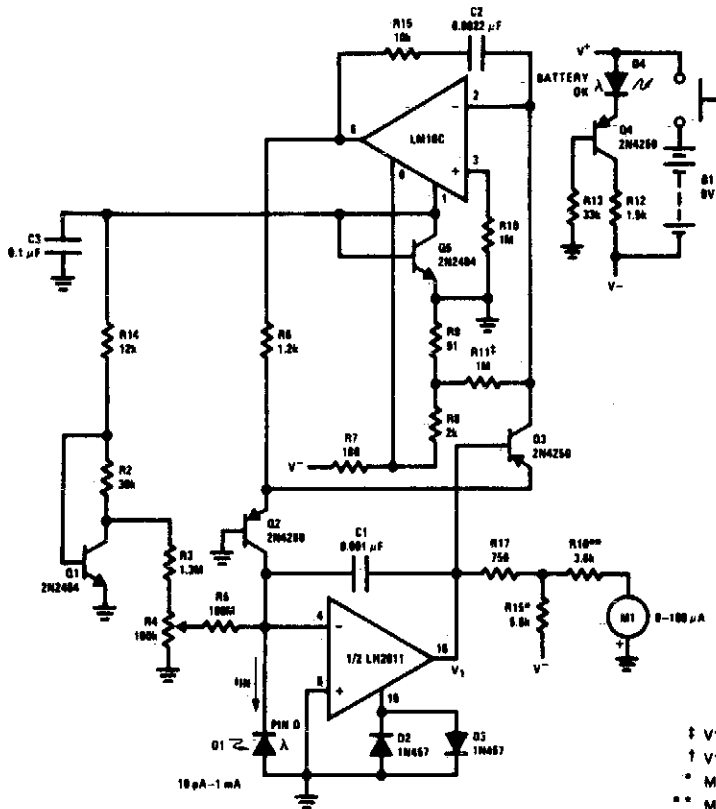 R15
10k
C2
0.0022 µF
2
6
LM10C
3
1
V+
D4
BATTERY
OK
λ
Q4
2N4250
B1
9V
R13
33k
R12
1.5k
V−
R10
1M
C3
0.1 µF
Q5
2N2484
R14
12k
R6
1.2k
R9
91
R11‡
1M
R8
2k
R7
100
V−
Q3
2N4250
R2
30k
Q2
2N4250
C1
0.001 µF
R17
750
R16**
3.6k
Q1
2N2484
R3
1.3M
R4
100k
R5
100M
4
1/2 LH2011
16
V1
R15*
6.8k
V−
M1
0–100 µA
+
IIN
PIN D
D1
λ
D2
1N457
D3
1N457
10 pA–1 mA
‡ V
† V
* M
** M